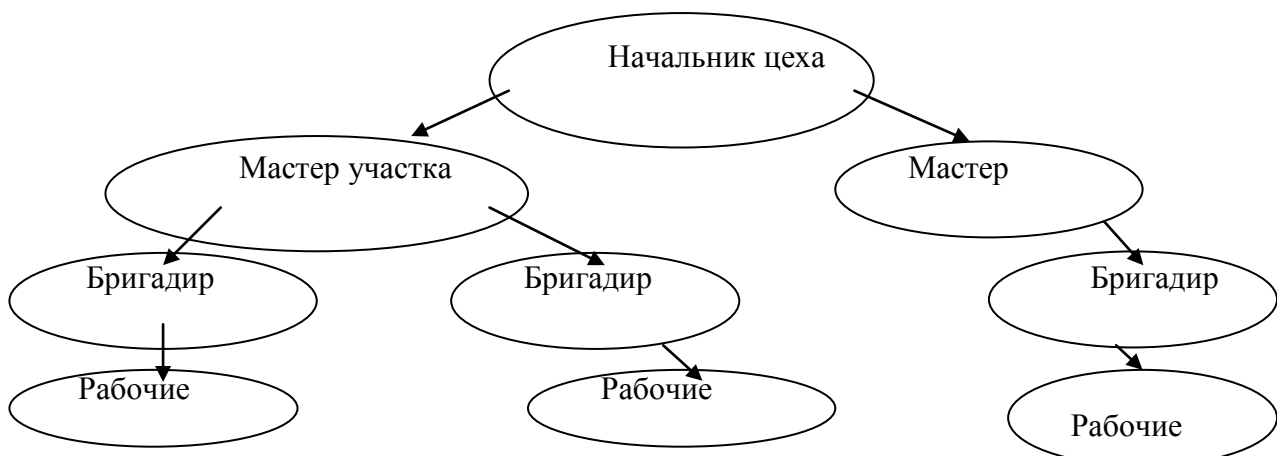 Начальник цеха
Мастер участка
Мастер
Бригадир
Бригадир
Бригадир
Рабочие
Рабочие
Рабочие